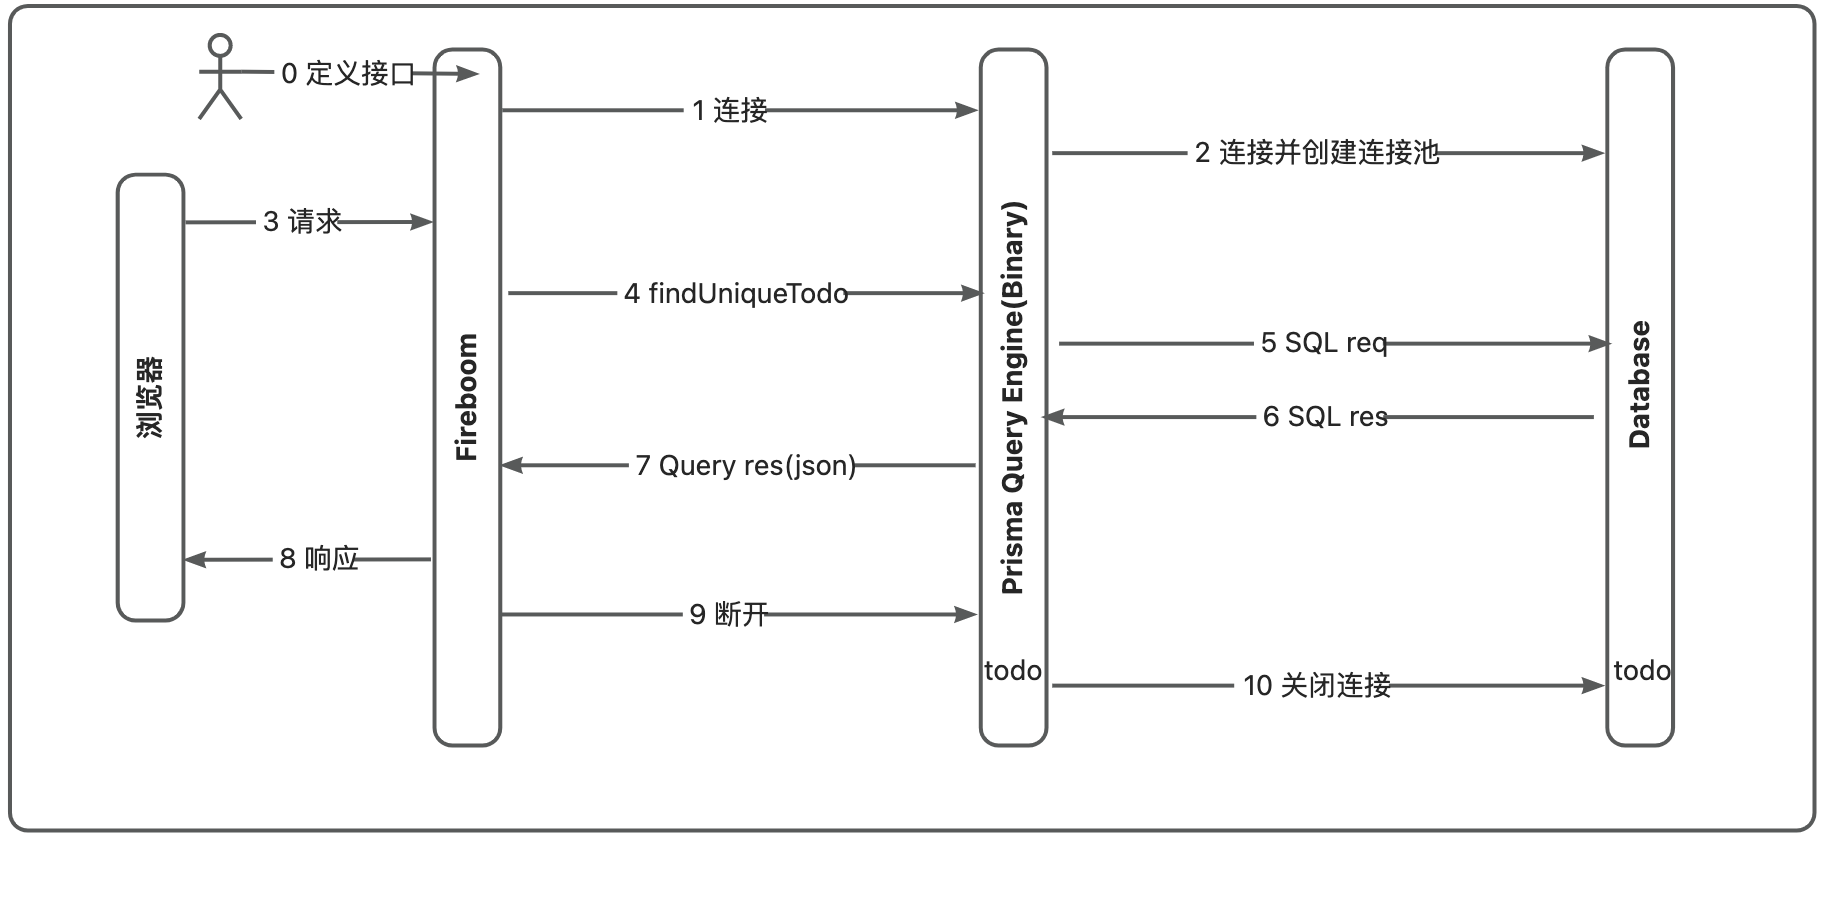 0 定义接口
1 连接
2 连接并创建连接池
3 请求
4 findUniqueTodo
5 SQL req
6 SQL res
7 Query res(json)
8 响应
9 断开
10 关闭连接
浏览器
Fireboom
Prisma Query Engine(Binary)
todo
Database
todo